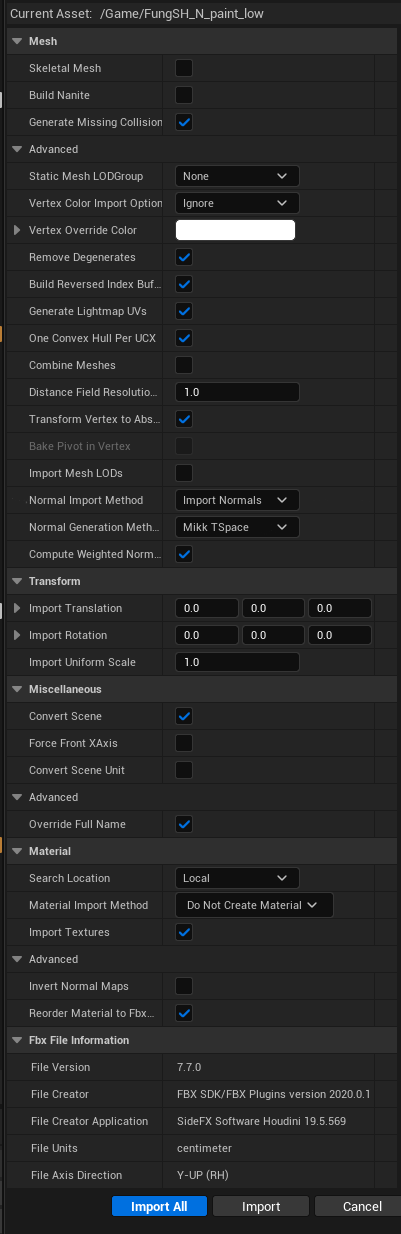 Current Asset: /Game/FungSH_N_paint_low
Mesh
Skeletal Mesh
Build Nanite
Generate Missing Collision
Advanced
Static Mesh LODGroup None
Vertex Color Import Option Ignore
Vertex Override Color
Remove Degenerates
Build Reversed Index Buf...
Generate Lightmap UVs
One Convex Hull Per UCX
Combine Meshes
Distance Field Resolutio... 1.0
Transform Vertex to Abs...
Bake Pivot in Vertex
Import Mesh LODs
Normal Import Method Import Normals
Normal Generation Meth... Mikk TSpace
Compute Weighted Norm...
Transform
Import Translation 0.0 0.0 0.0
Import Rotation 0.0 0.0 0.0
Import Uniform Scale 1.0
Miscellaneous
Convert Scene
Force Front XAxis
Convert Scene Unit
Advanced
Override Full Name
Material
Search Location Local
Material Import Method Do Not Create Material
Import Textures
Advanced
Invert Normal Maps
Reorder Material to Fbx...
Fbx File Information
File Version 7.7.0
File Creator FBX SDK/FBX Plugins version 2020.0.1
File Creator Application SideFX Software Houdini 19.5.569
File Units centimeter
File Axis Direction Y-UP (RH)
Import All Import Cancel